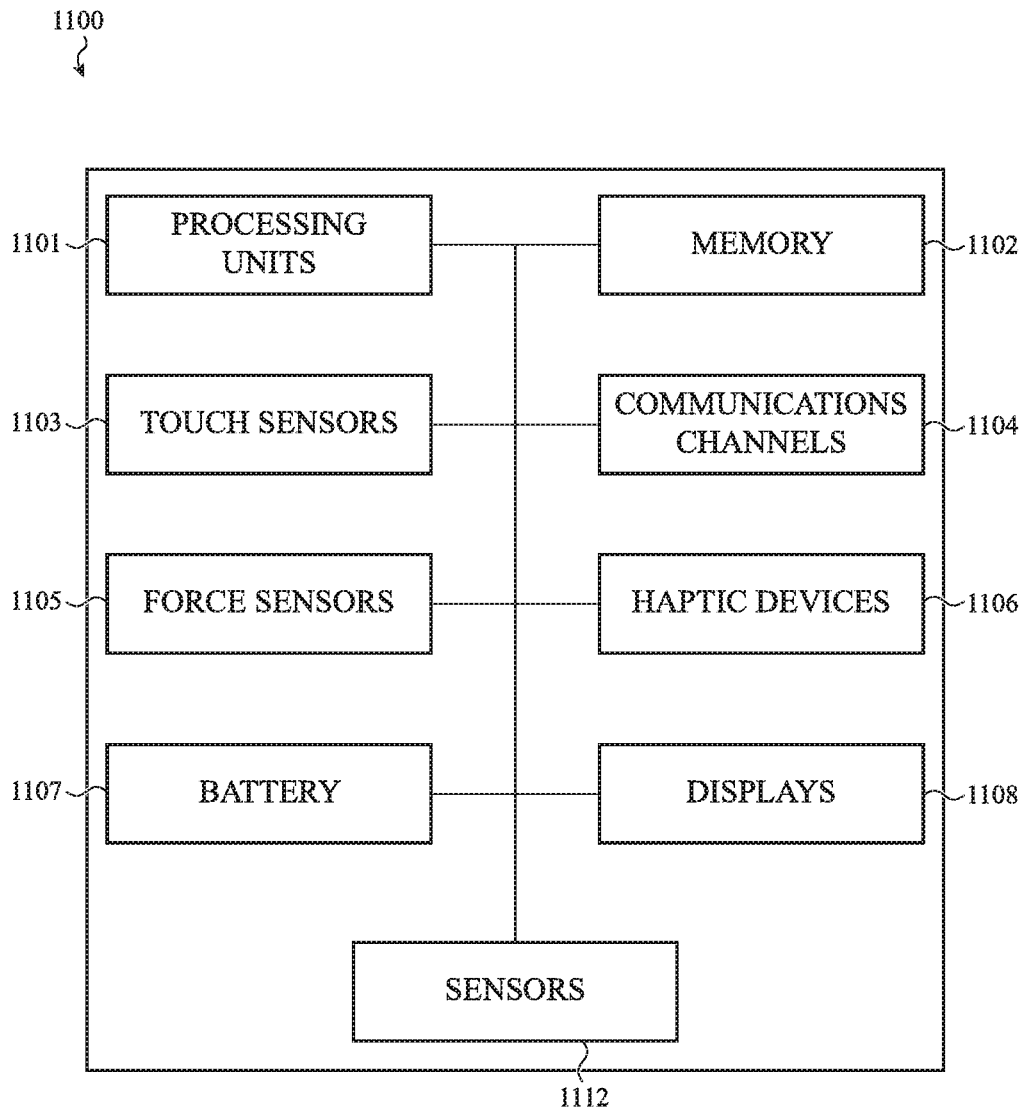 1100
PROCESSING
UNITS
1101
MEMORY
1102
1103
TOUCH SENSORS
COMMUNICATIONS
CHANNELS
1104
1105
FORCE SENSORS
HAPTIC DEVICES
1106
1107
BATTERY
DISPLAYS
1108
SENSORS
1112